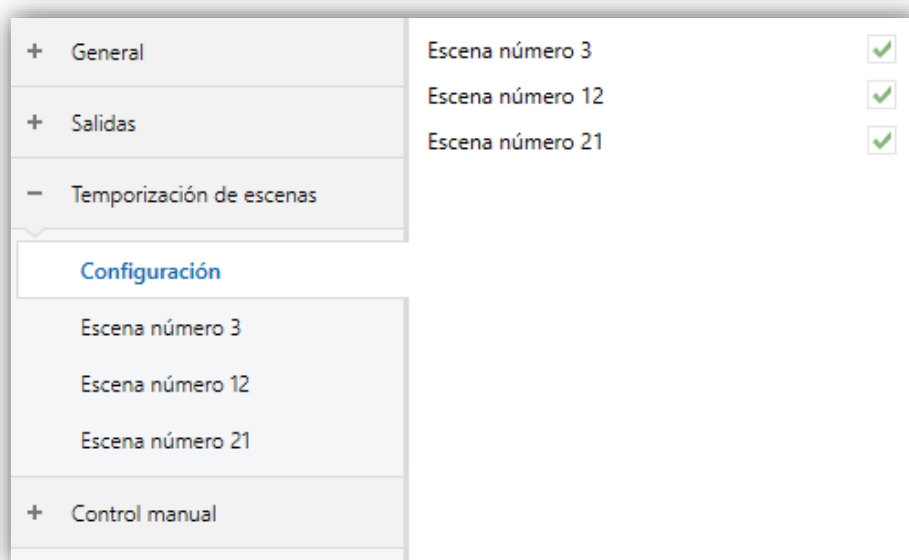 + General
+ Salidas
− Temporización de escenas
Configuración
Escena número 3
Escena número 12
Escena número 21
+ Control manual
Escena número 3
Escena número 12
Escena número 21